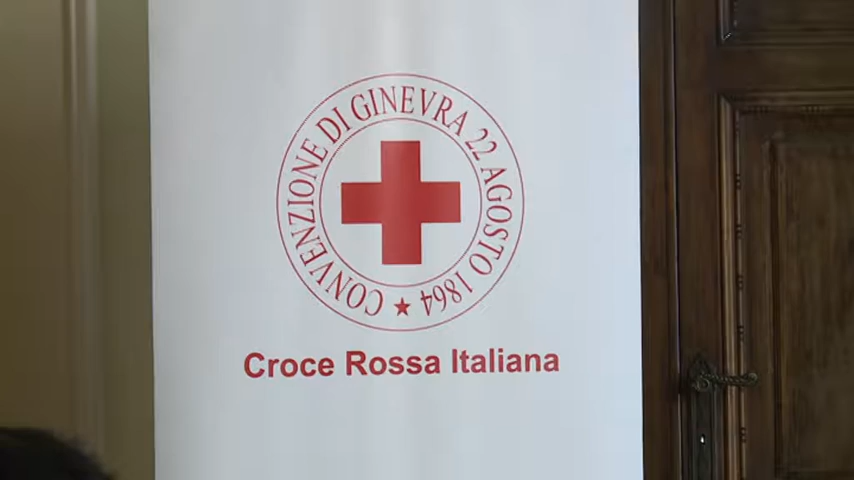 CONVENZIONE DI GINEVRA 22 AGOSTO 1864
Croce Rossa Italiana